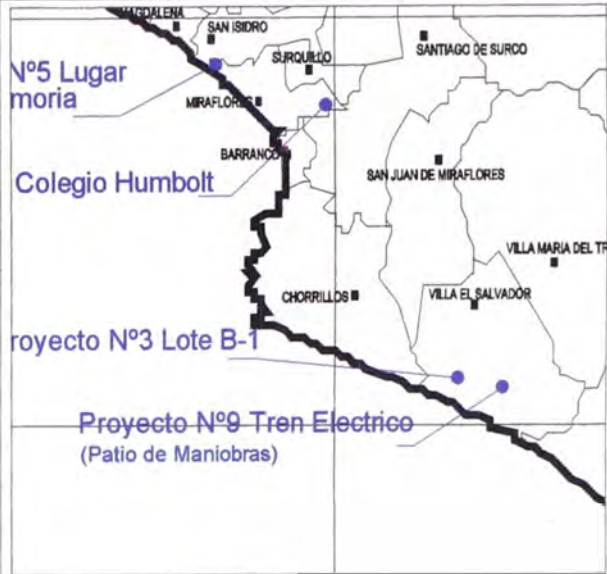 MAGDALENA
SAN ISIDRO
SANTIAGO DE SURCO
SURQUILLO
Nº5 Lugar
moria
MIRAFLORES
BARRANCO
SAN JUAN DE MIRAFLORES
Colegio Humbolt
VILLA MARIA DEL TR
CHORRILLOS
VILLA EL SALVADOR
royecto Nº3 Lote B-1
Proyecto Nº9 Tren Electrico
(Patio de Maniobras)